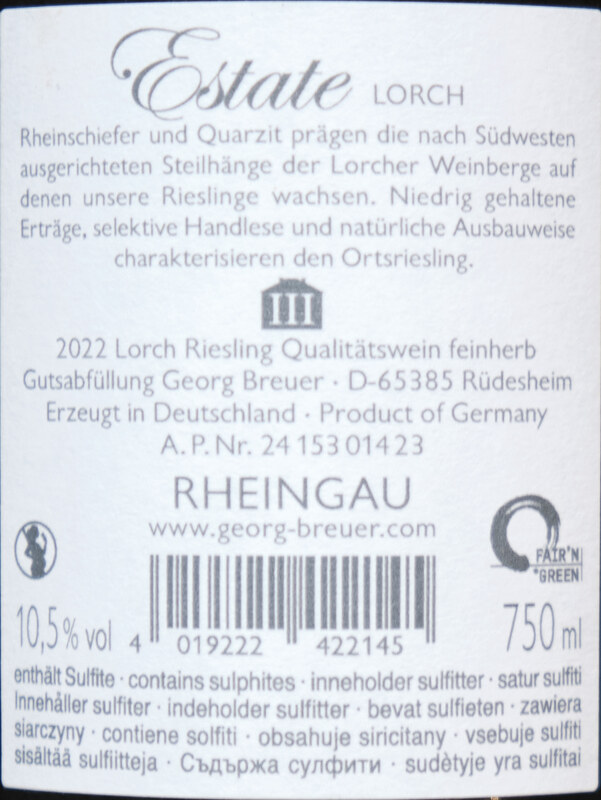 Estate LORCH
Rheinschiefer und Quarzit prägen die nach Südwesten
ausgerichteten Steilhänge der Lorcher Weinberge auf
denen unsere Rieslinge wachsen. Niedrig gehaltene
Erträge, selektive Handlese und natürliche Ausbauweise
charakterisieren den Ortsriesling.
2022 Lorch Riesling Qualitätswein feinherb
Gutsabfüllung Georg Breuer · D-65385 Rüdesheim
Erzeugt in Deutschland · Product of Germany
A. P. Nr. 24 153 014 23
RHEINGAU
www.georg-breuer.com
FAIR'N
*GREEN
10,5 % vol
4 019222 422145
750 ml
enthält Sulfite · contains sulphites · inneholder sulfitter · satur sulfiti
Innehåller sulfiter · indeholder sulfitter · bevat sulfieten · zawiera
siarczyny · contiene solfiti · obsahuje siricitany · vsebuje sulfiti
sisältää sulfiitteja · Съдържа сулфити · sudėtyje yra sulfitai